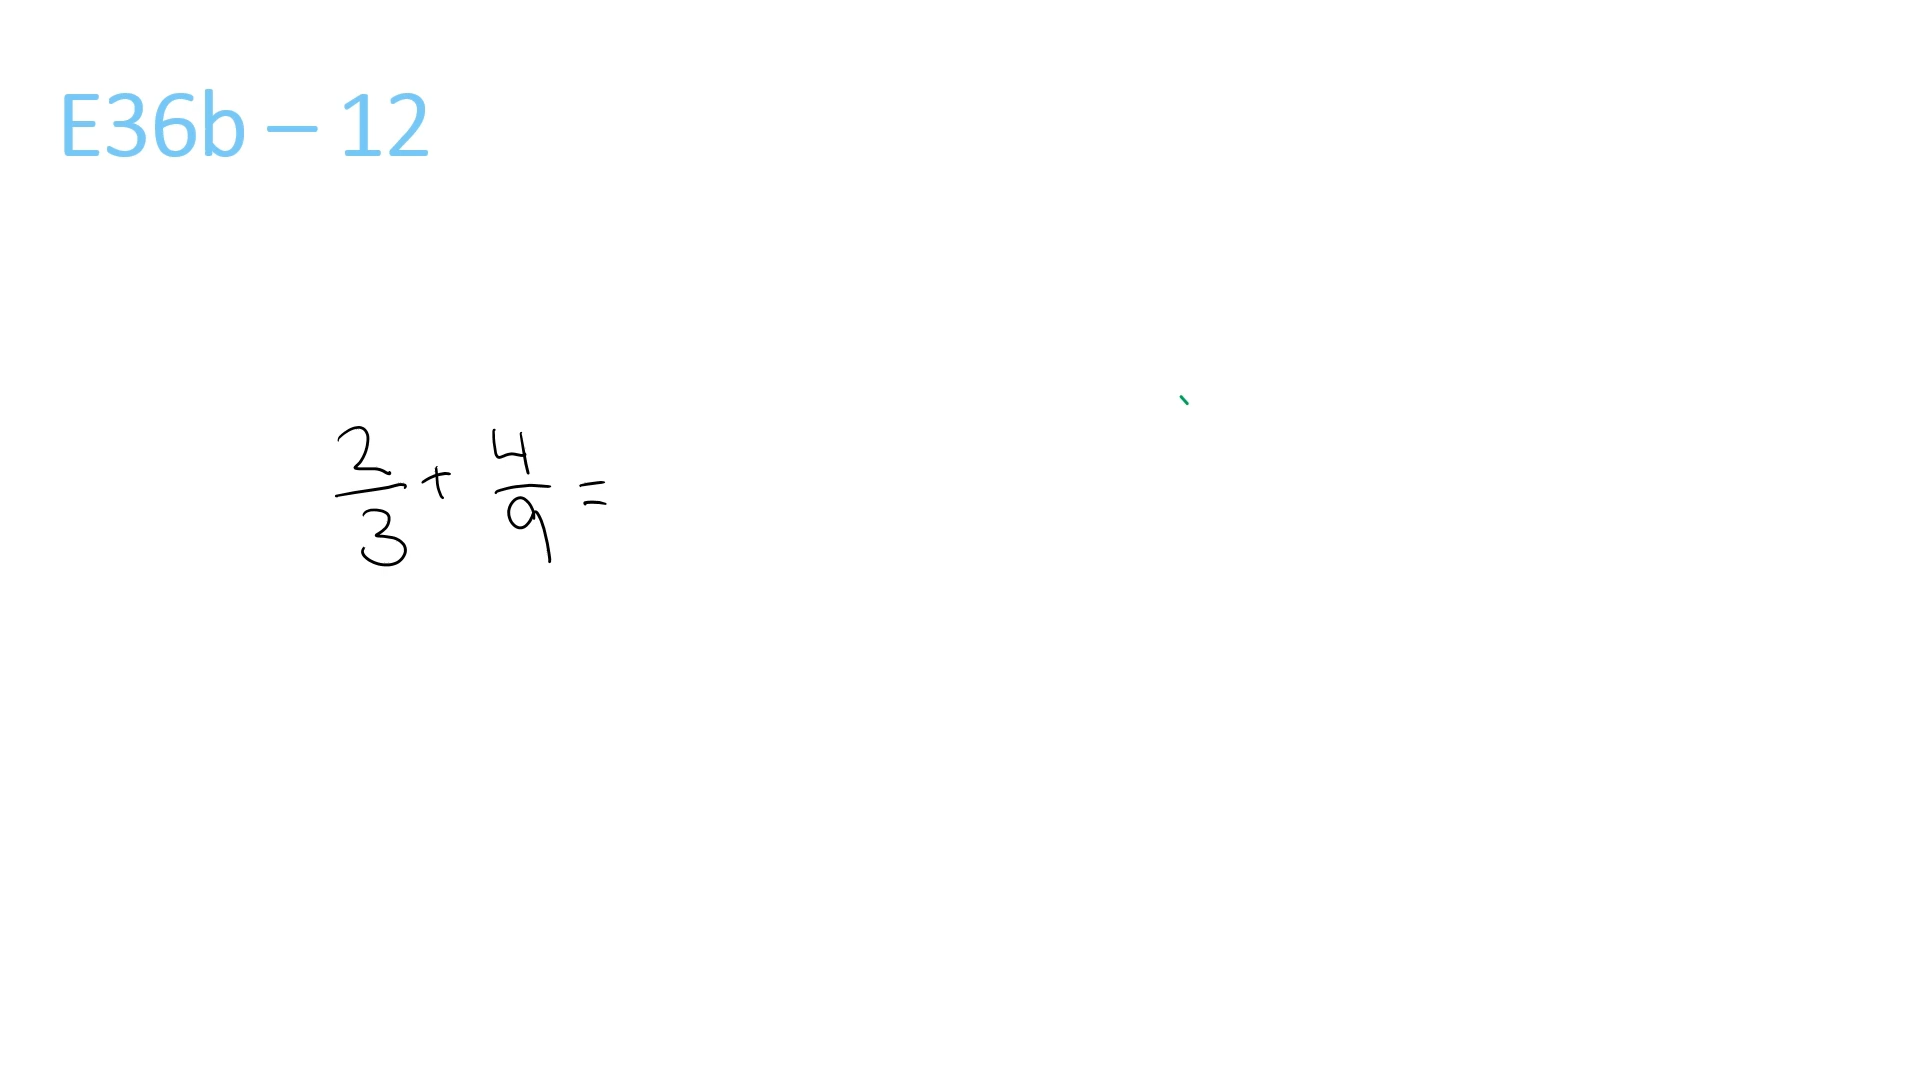 E36b – 12
2/3 + 4/9 =